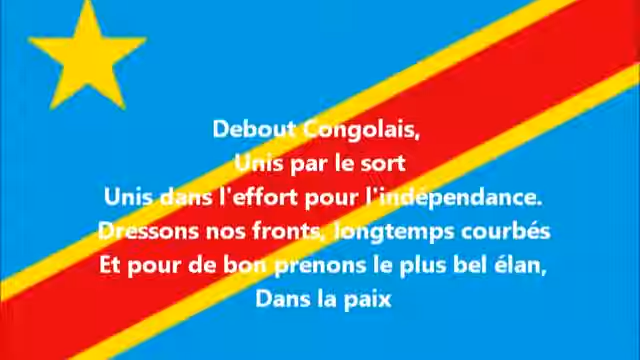 Debout Congolais,
Unis par le sort
Unis dans l'effort pour l'indépendance.
Dressons nos fronts, longtemps courbés
Et pour de bon prenons le plus bel élan,
Dans la paix